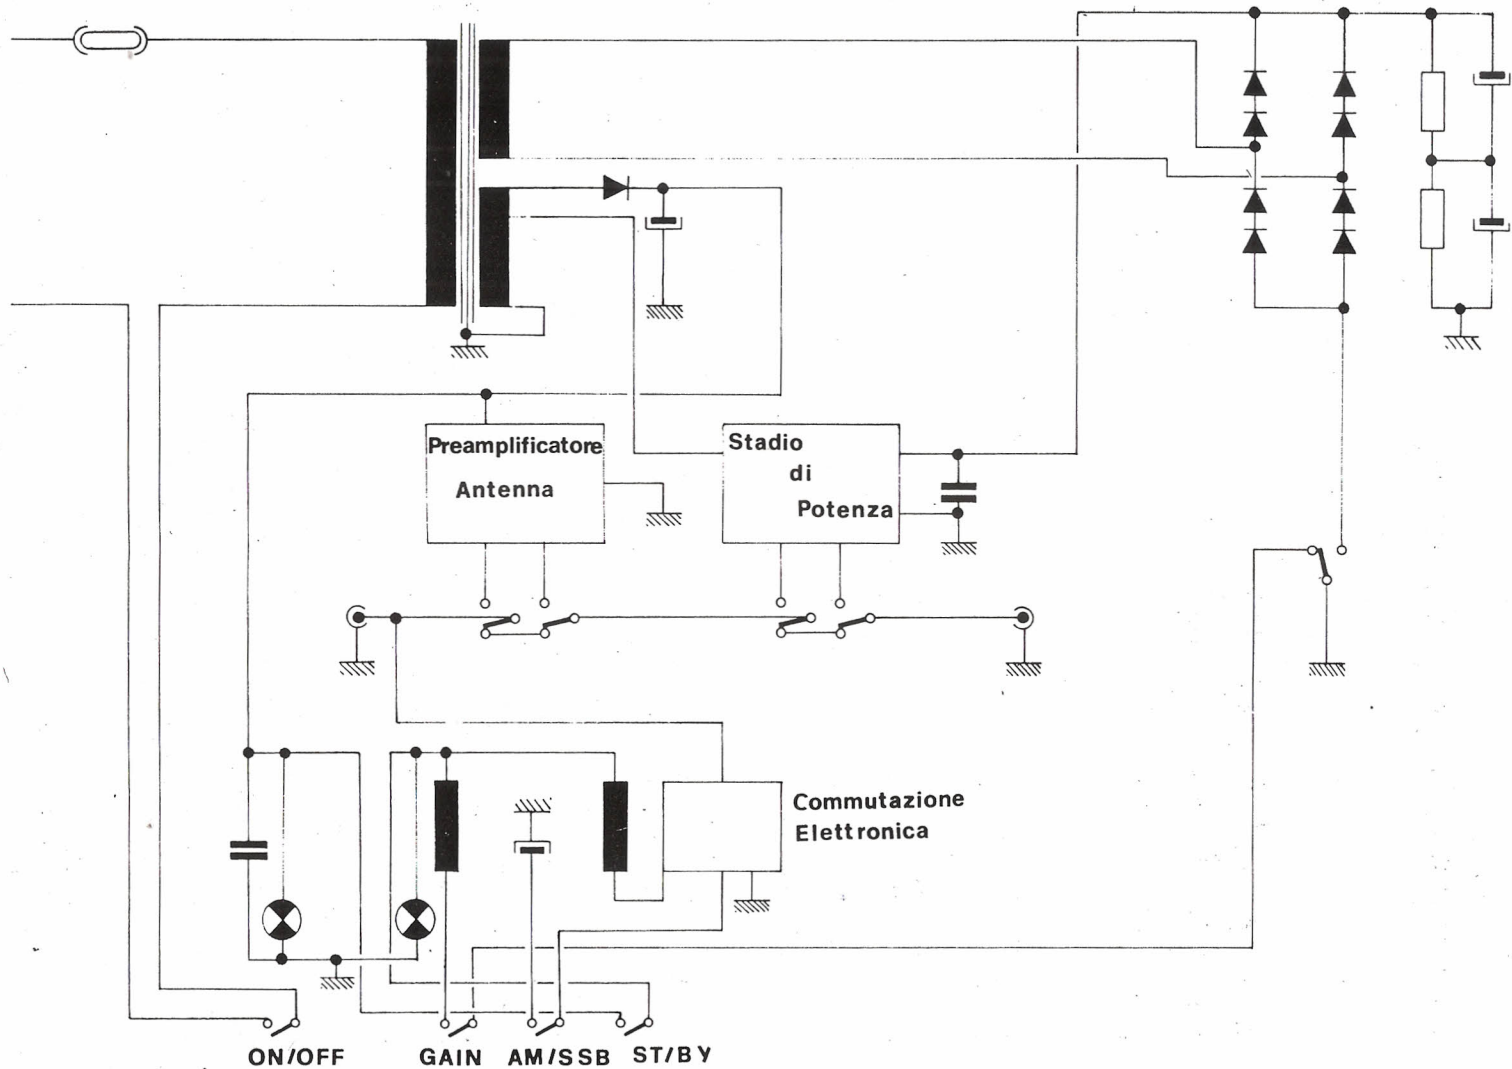 Preamplificatore
Antenna
Stadio
di
Potenza
Commutazione
Elettronica
ON/OFF
GAIN
AM/SSB
ST/BY